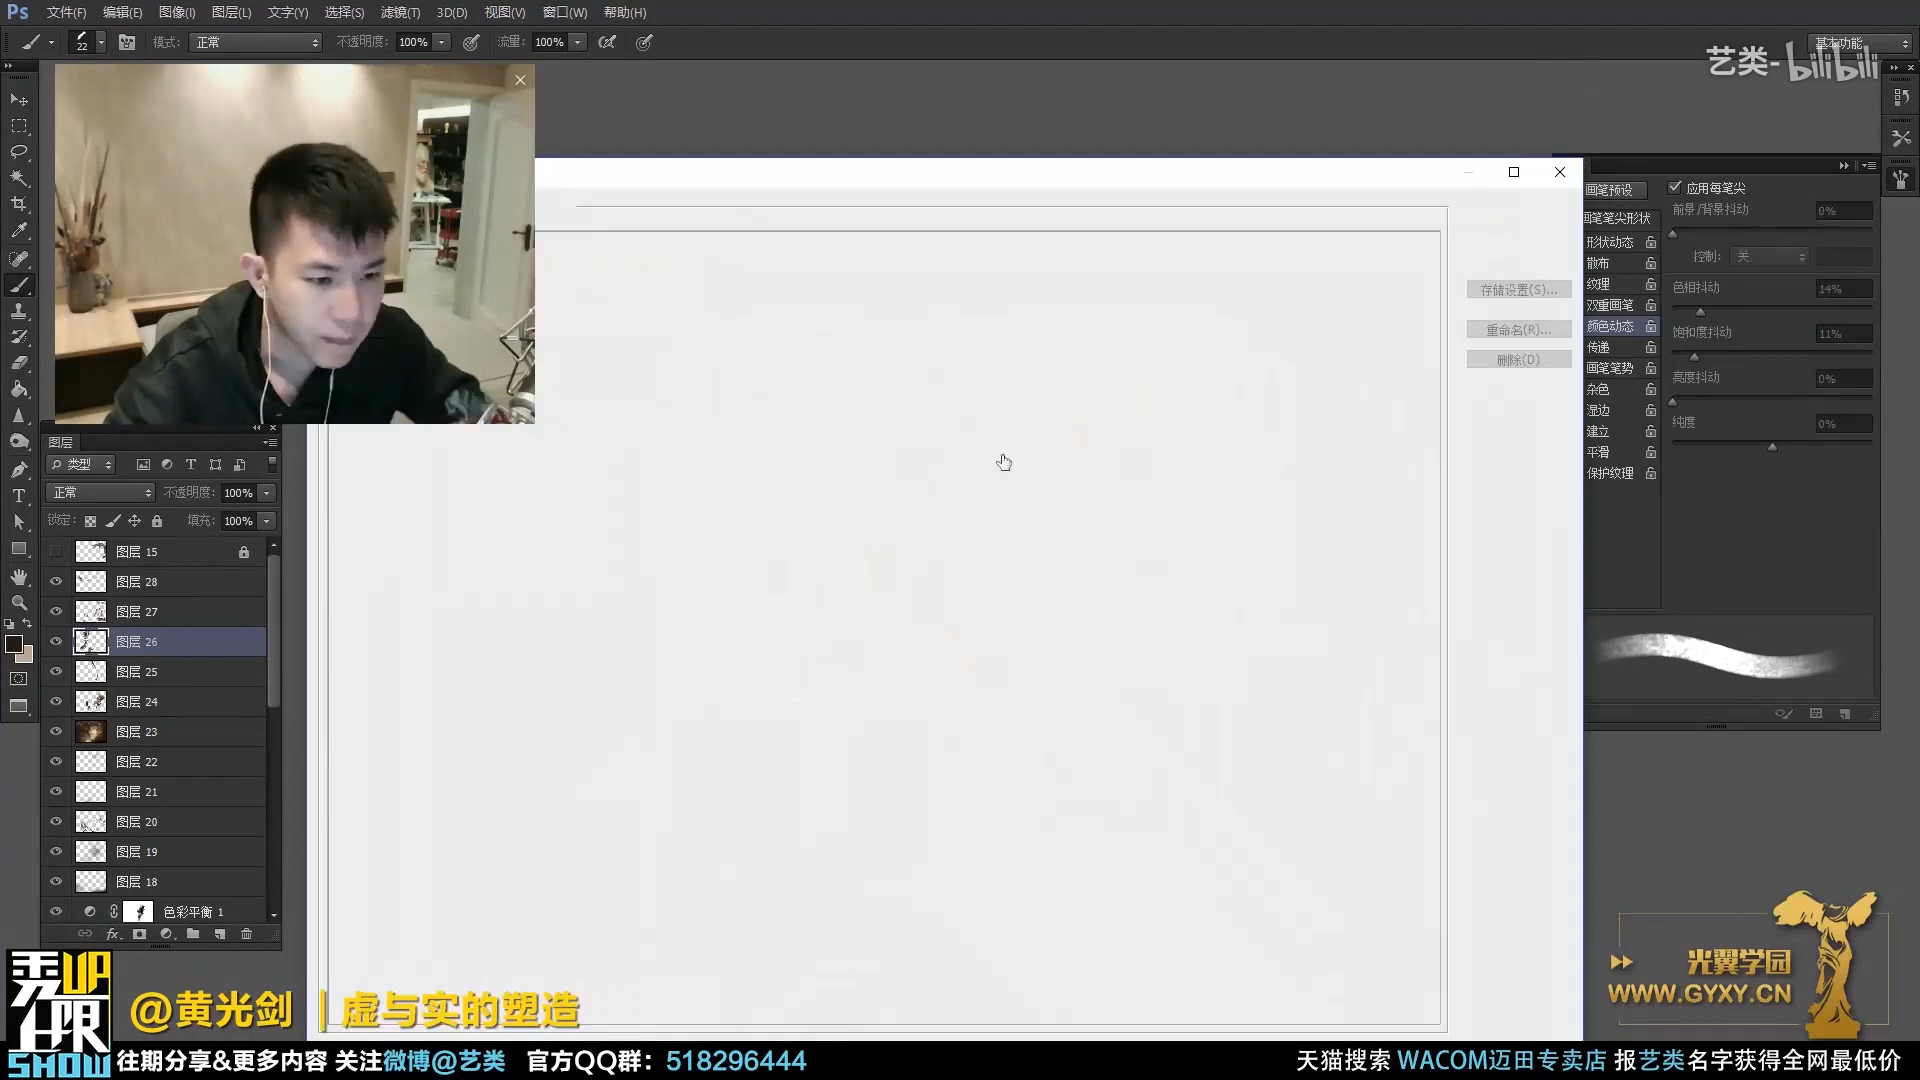 Ps 文件(F) 编辑(E) 图像(I) 图层(L) 文字(Y) 选择(S) 滤镜(T) 3D(D) 视图(V) 窗口(W) 帮助(H)
22 模式: 正常 不透明度: 100% 流量: 100% 基本功能
艺类- bilibili
画笔预设 应用每笔尖
前景/背景抖动 0%
画笔笔尖形状
形状动态
控制: 关
散布
纹理
色相抖动 14%
双重画笔
颜色动态
饱和度抖动 11%
传递
画笔笔势
亮度抖动 0%
杂色
湿边
纯度 0%
建立
平滑
保护纹理
存储设置(S)...
重命名(R)...
删除(D)
图层
类型
正常 不透明度: 100%
锁定: 填充: 100%
图层 15
图层 28
图层 27
图层 26
图层 25
图层 24
图层 23
图层 22
图层 21
图层 20
图层 19
图层 18
色彩平衡 1
fx
秀UP
HR
SHOW
@黄光剑 | 虚与实的塑造
光翼学园
WWW.GYXY.CN
往期分享&更多内容 关注微博@艺类 官方QQ群：518296444
天猫搜索 WACOM迈田专卖店 报艺类名字获得全网最低价